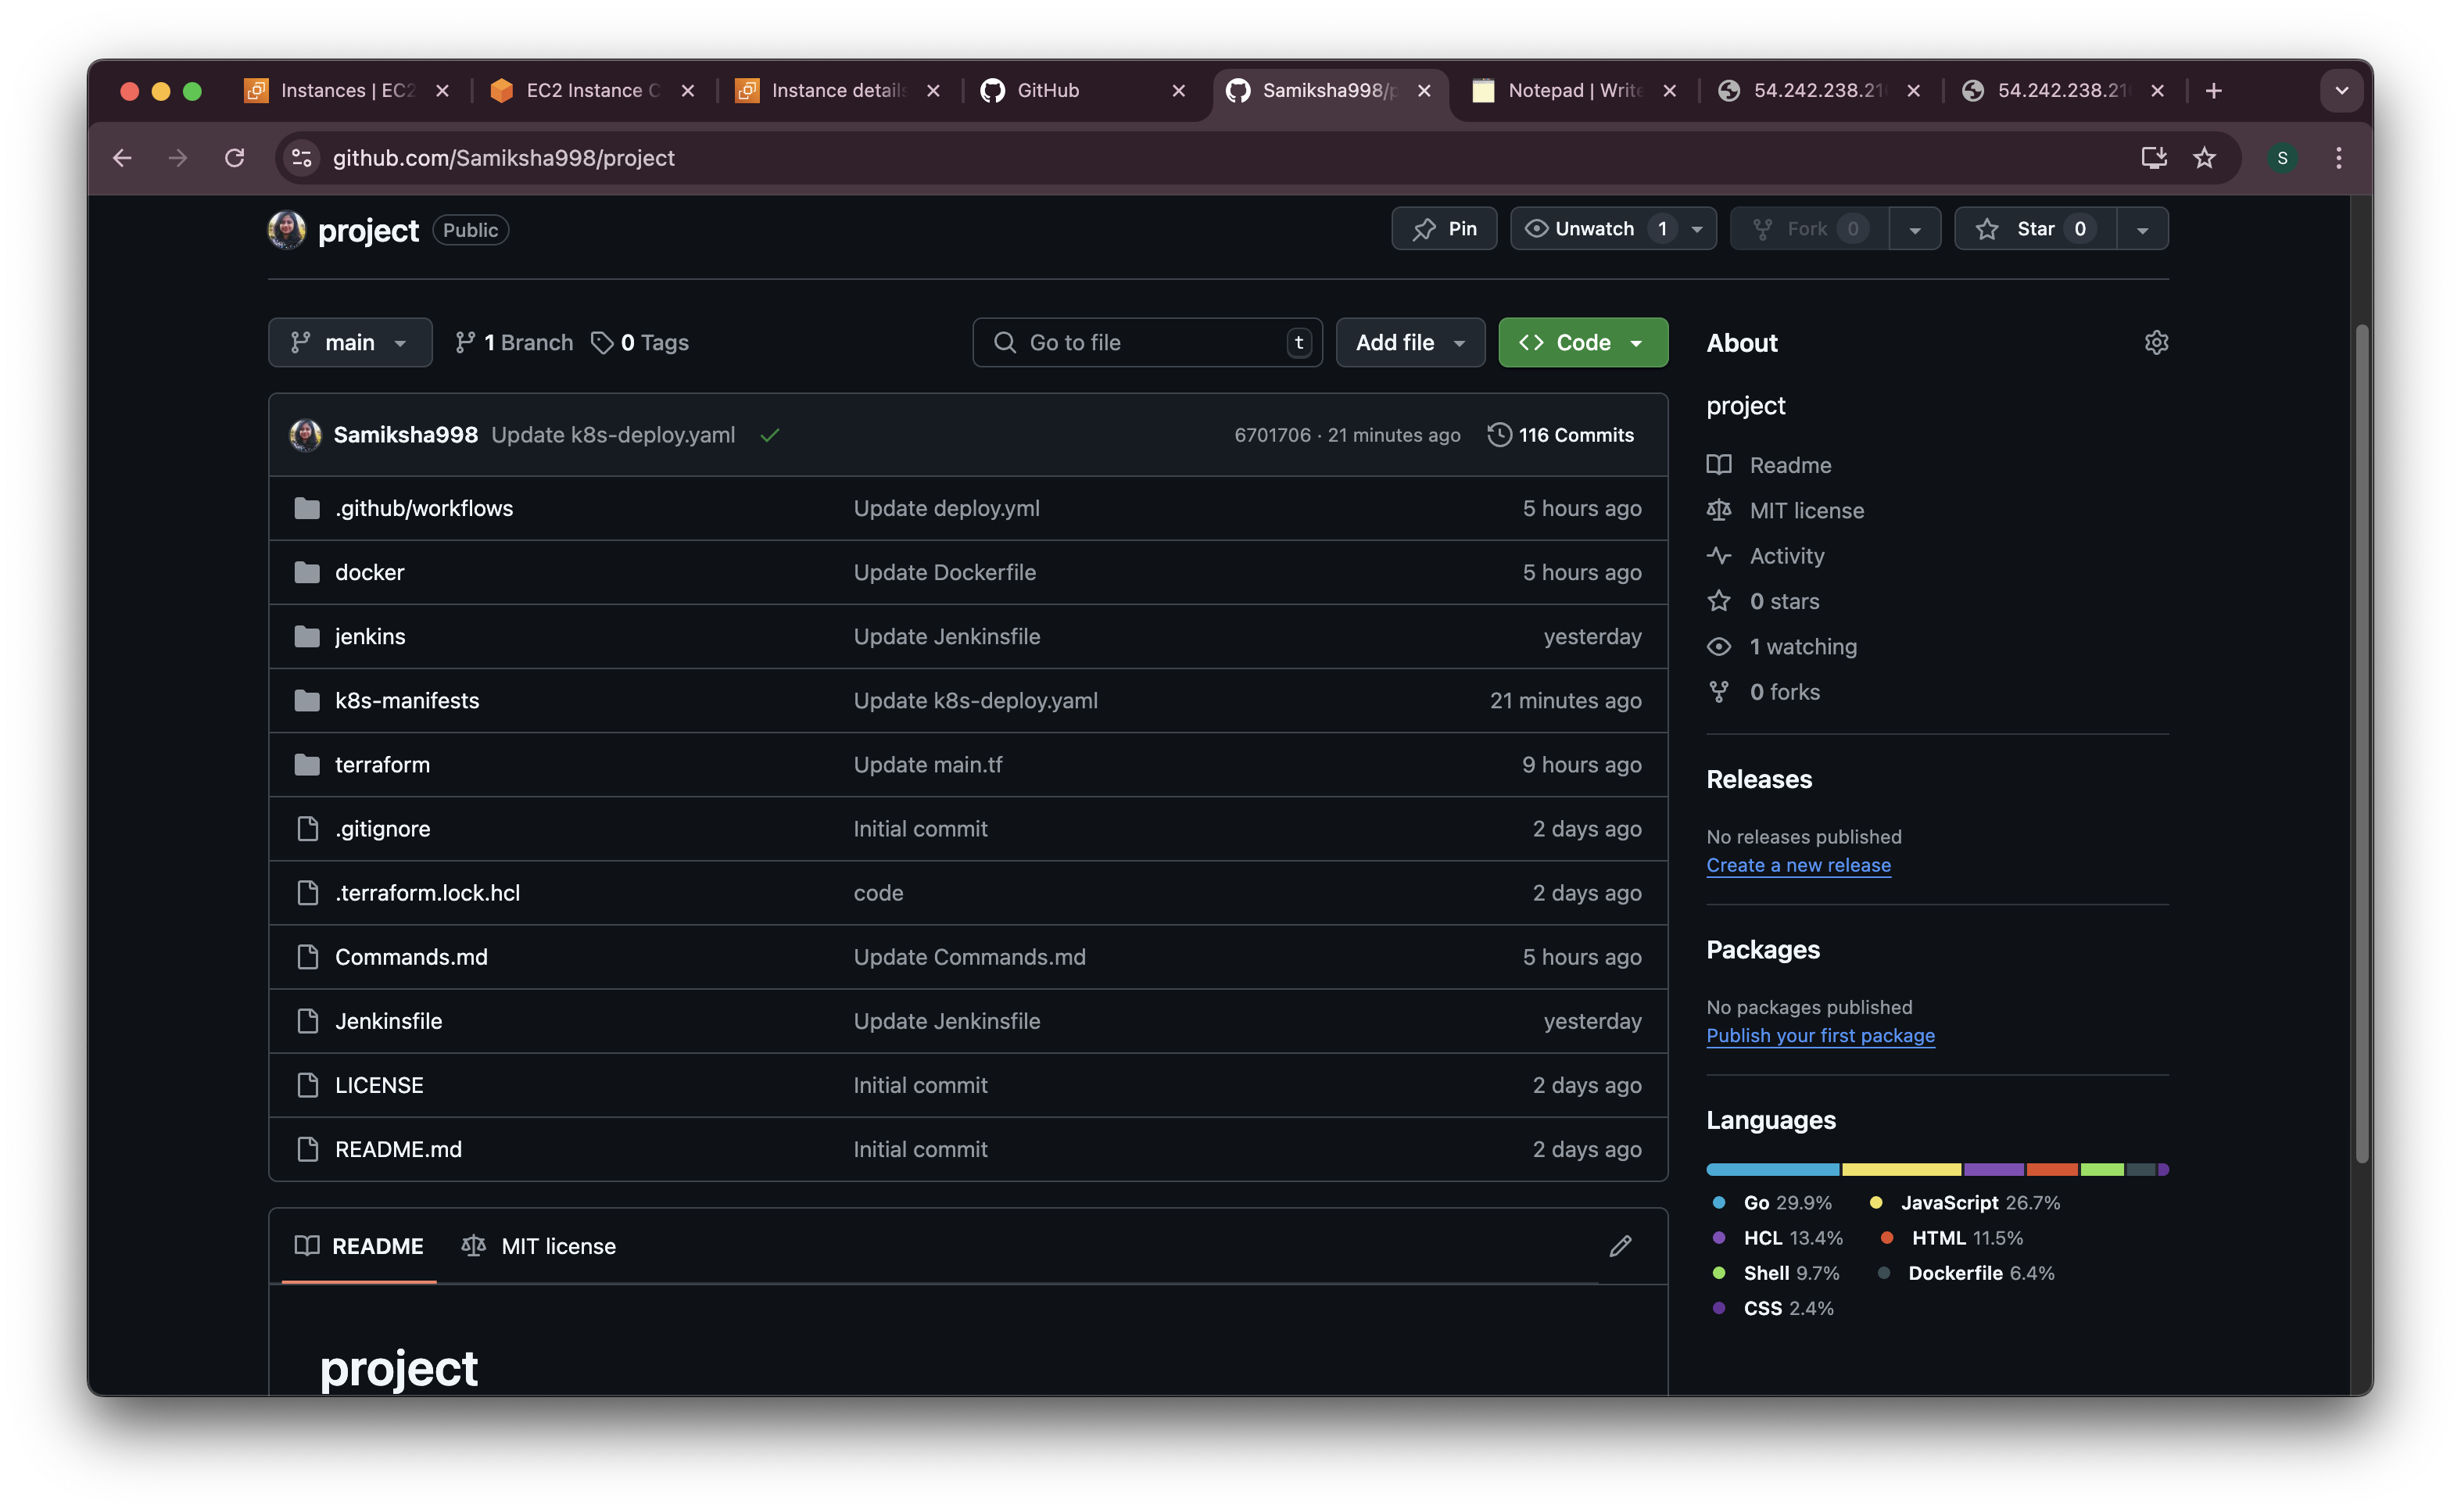 Instances | EC2
EC2 Instance C
Instance details
GitHub
Samiksha998/p
Notepad | Write
54.242.238.21
54.242.238.21
github.com/Samiksha998/project
S
project Public
Pin
Unwatch 1
Fork 0
Star 0
main
1 Branch
0 Tags
Go to file t
Add file
Code
Samiksha998 Update k8s-deploy.yaml 6701706 · 21 minutes ago 116 Commits
.github/workflows Update deploy.yml 5 hours ago
docker Update Dockerfile 5 hours ago
jenkins Update Jenkinsfile yesterday
k8s-manifests Update k8s-deploy.yaml 21 minutes ago
terraform Update main.tf 9 hours ago
.gitignore Initial commit 2 days ago
.terraform.lock.hcl code 2 days ago
Commands.md Update Commands.md 5 hours ago
Jenkinsfile Update Jenkinsfile yesterday
LICENSE Initial commit 2 days ago
README.md Initial commit 2 days ago
README MIT license
project
About
project
Readme
MIT license
Activity
0 stars
1 watching
0 forks
Releases
No releases published
Create a new release
Packages
No packages published
Publish your first package
Languages
Go 29.9% JavaScript 26.7%
HCL 13.4% HTML 11.5%
Shell 9.7% Dockerfile 6.4%
CSS 2.4%